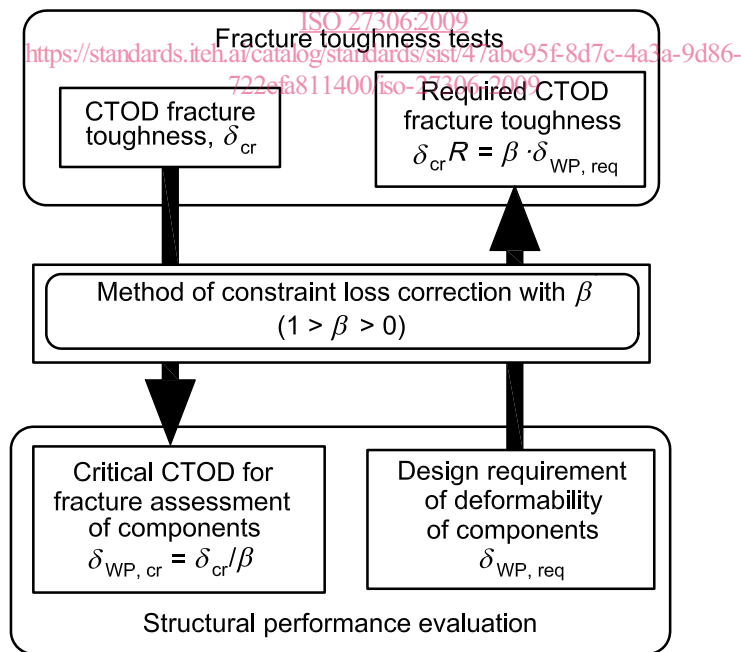 ISO 27306:2009
Fracture toughness tests
https://standards.iteh.ai/catalog/standards/sist/47abc95f-8d7c-4a3a-9d86-
722efa811400/iso-27306-2009
CTOD fracture
toughness, δcr
Required CTOD
fracture toughness
δcrR = β ·δWP, req
Method of constraint loss correction with β
(1 > β > 0)
Critical CTOD for
fracture assessment
of components
δWP, cr = δcr/β
Design requirement
of deformability
of components
δWP, req
Structural performance evaluation